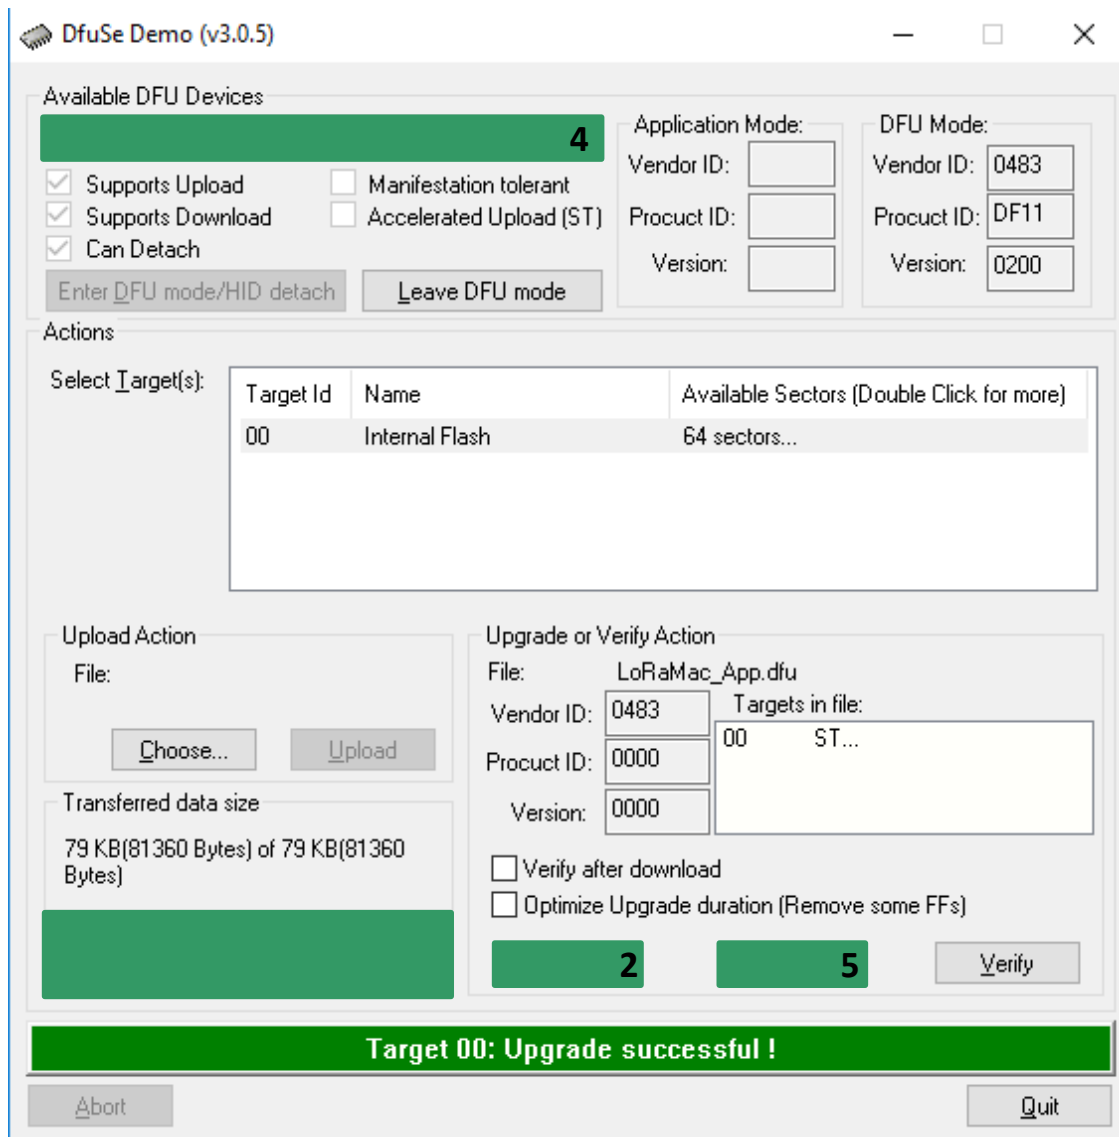 DfuSe Demo (v3.0.5)
Available DFU Devices
4
Supports Upload
Manifestation tolerant
Supports Download
Accelerated Upload (ST)
Can Detach
Enter DFU mode/HID detach
Leave DFU mode
Application Mode:
Vendor ID:
Procuct ID:
Version:
DFU Mode:
Vendor ID: 0483
Procuct ID: DF11
Version: 0200
Actions
Select Target(s):
Target Id Name Available Sectors (Double Click for more)
00 Internal Flash 64 sectors...
Upload Action
File:
Choose... Upload
Transferred data size
79 KB(81360 Bytes) of 79 KB(81360
Bytes)
Upgrade or Verify Action
File: LoRaMac_App.dfu
Vendor ID: 0483
Procuct ID: 0000
Version: 0000
Targets in file:
00 ST...
Verify after download
Optimize Upgrade duration (Remove some FFs)
2 5 Verify
Target 00: Upgrade successful !
Abort Quit